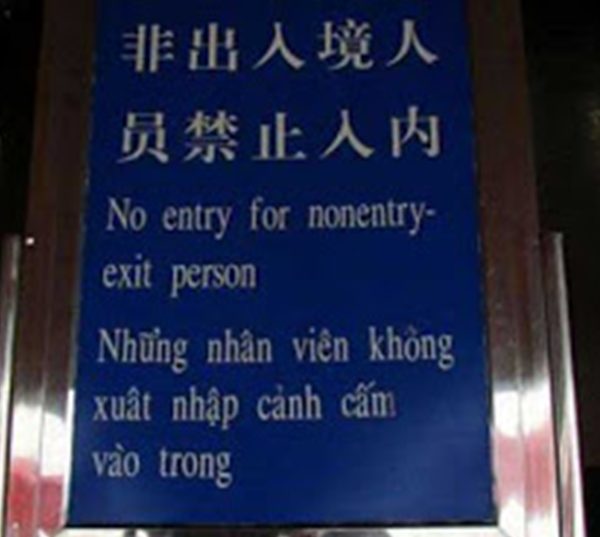 非出入境人
员禁止入内
No entry for nonentry-
exit person
Những nhân viên không
xuât nhập cảnh cấm
vào trong